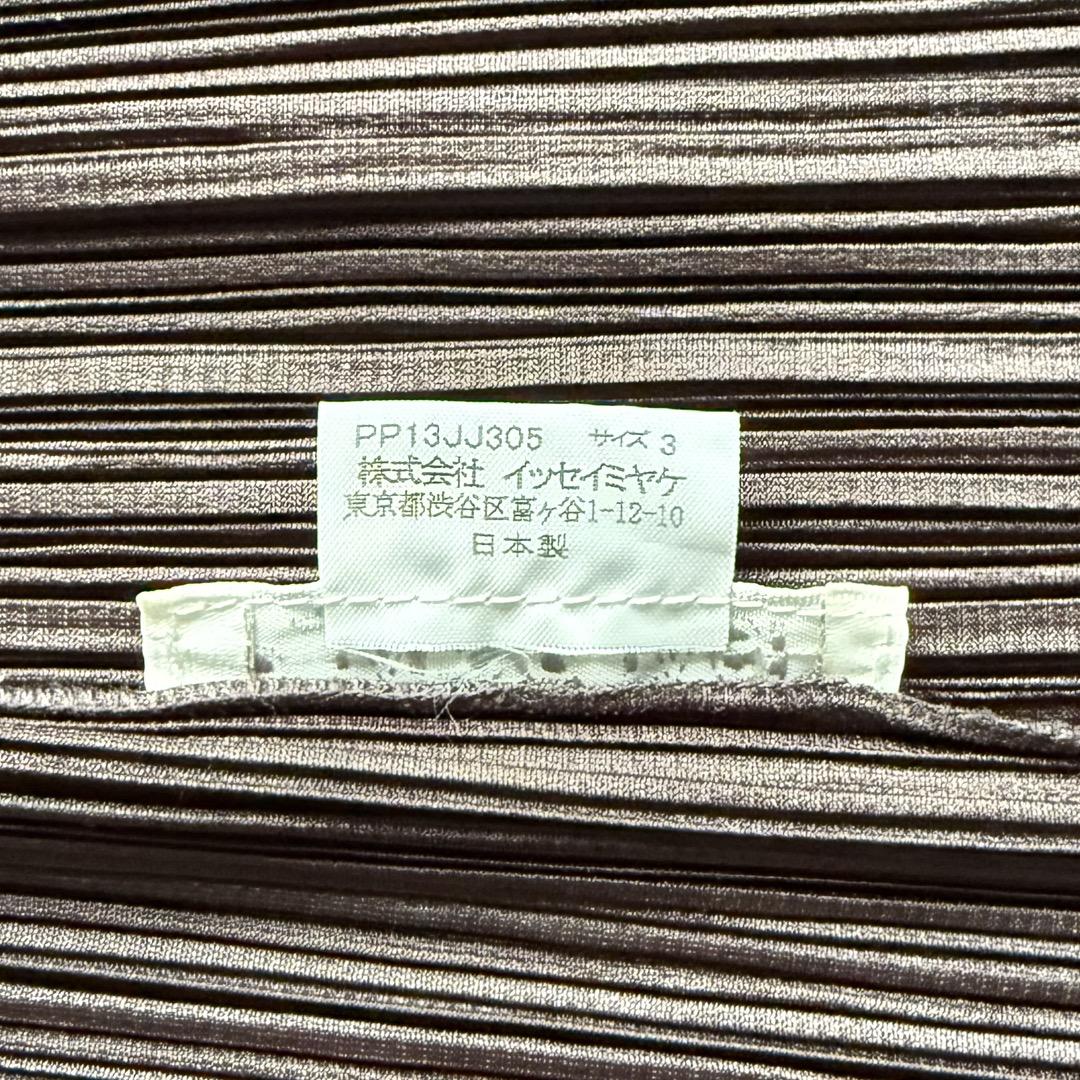 PP13JJ305 サイズ 3
株式会社 イッセイミヤケ
東京都渋谷区富ヶ谷1-12-10
日本製